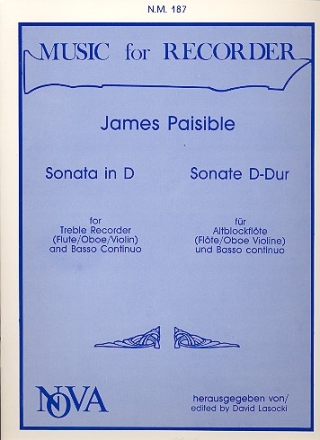 N.M. 187
MUSIC for RECORDER
James Paisible
Sonata in D
Sonate D-Dur
for
Treble Recorder
(Flute/Oboe/Violin)
and Basso Continuo
für
Altblockflöte
(Flöte/Oboe Violine)
und Basso continuo
NOVA
herausgegeben von/
edited by David Lasocki